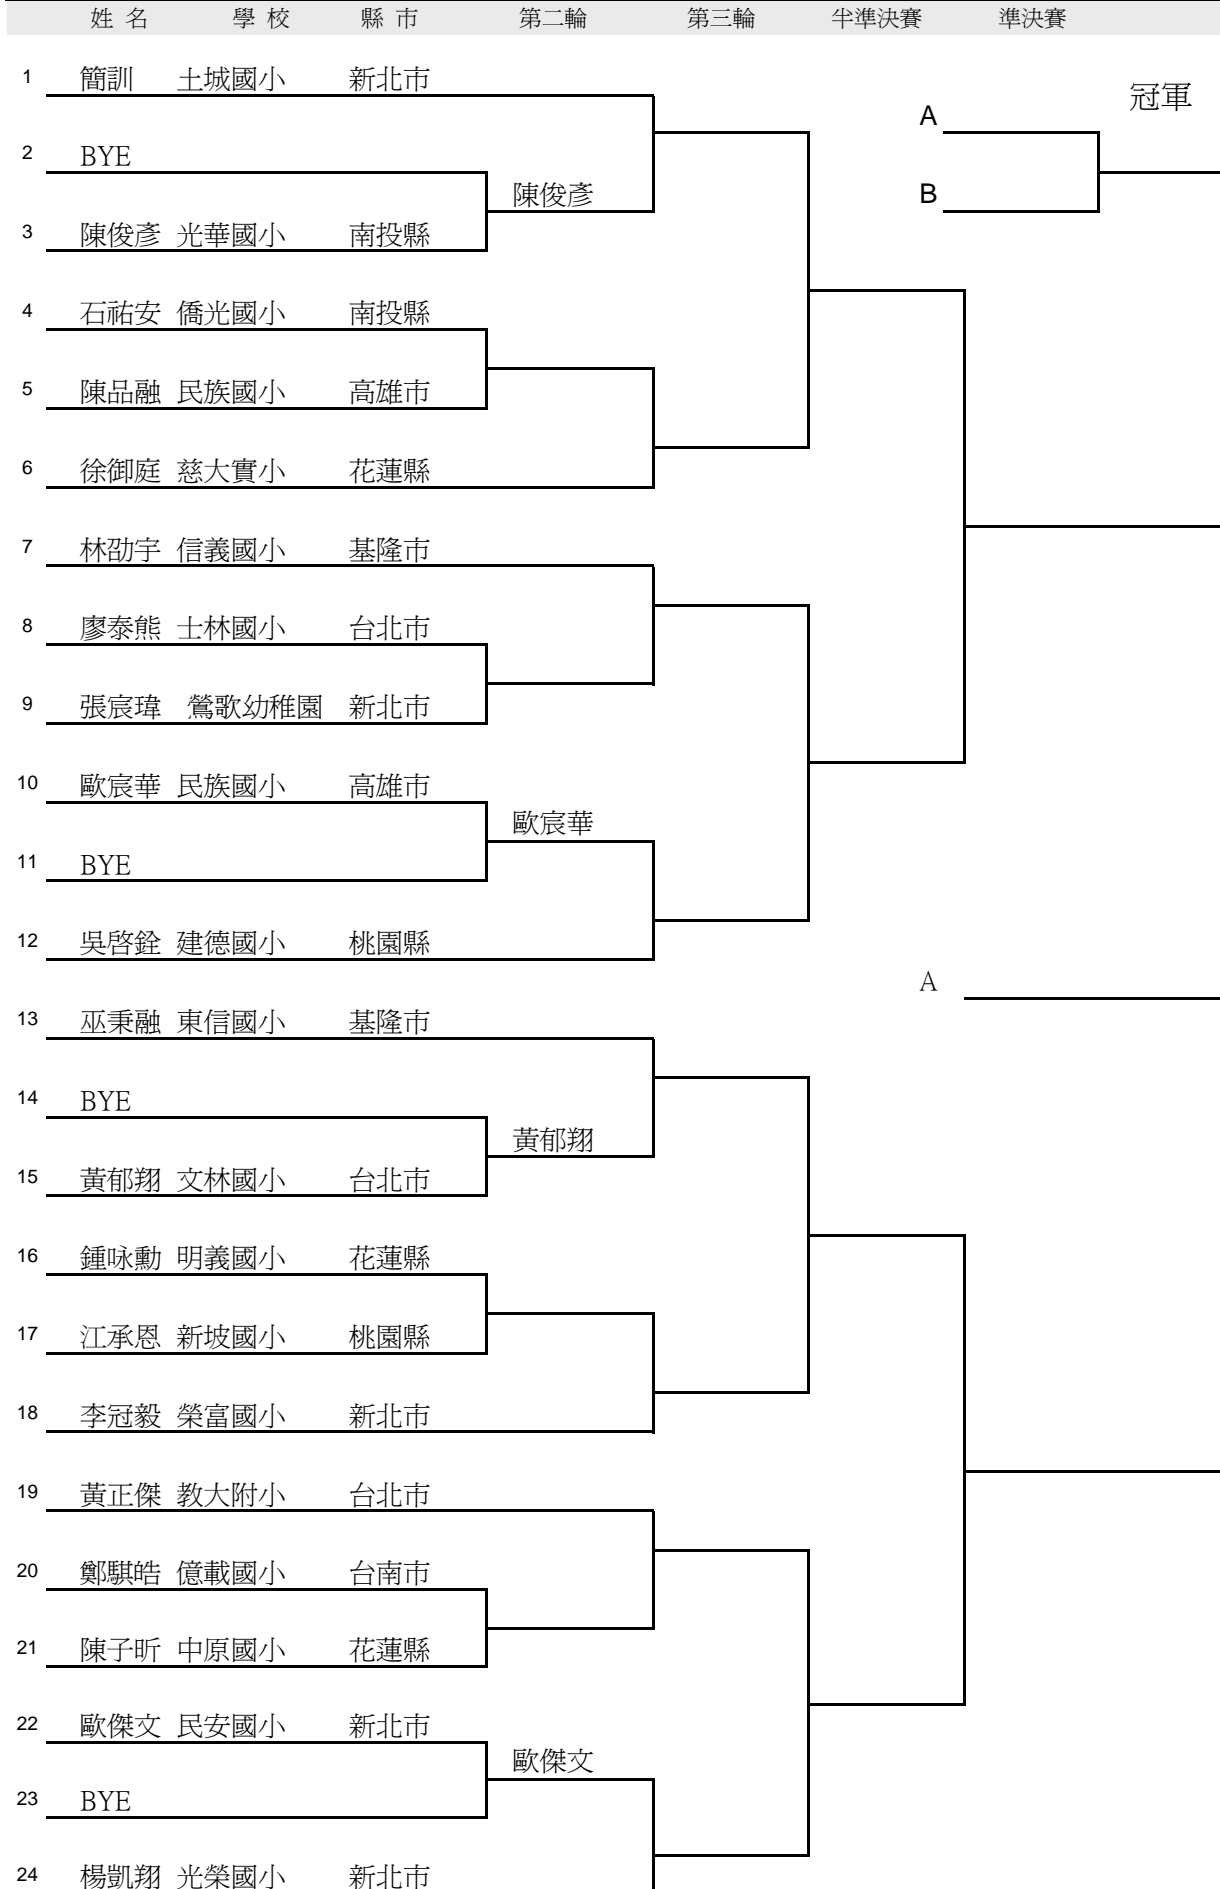 姓 名 學 校 縣 市 第二輪 第三輪 半準決賽 準決賽
1 簡訓 土城國小 新北市
冠軍
A
2 BYE
陳俊彥
B
3 陳俊彥 光華國小 南投縣
4 石祐安 僑光國小 南投縣
5 陳品融 民族國小 高雄市
6 徐御庭 慈大實小 花蓮縣
7 林劭宇 信義國小 基隆市
8 廖泰熊 士林國小 台北市
9 張宸瑋 鶯歌幼稚園 新北市
10 歐宸華 民族國小 高雄市
歐宸華
11 BYE
12 吳啓銓 建德國小 桃園縣
A
13 巫秉融 東信國小 基隆市
14 BYE
黃郁翔
15 黃郁翔 文林國小 台北市
16 鍾咏勳 明義國小 花蓮縣
17 江承恩 新坡國小 桃園縣
18 李冠毅 榮富國小 新北市
19 黃正傑 教大附小 台北市
20 鄭騏皓 億載國小 台南市
21 陳子昕 中原國小 花蓮縣
22 歐傑文 民安國小 新北市
歐傑文
23 BYE
24 楊凱翔 光榮國小 新北市